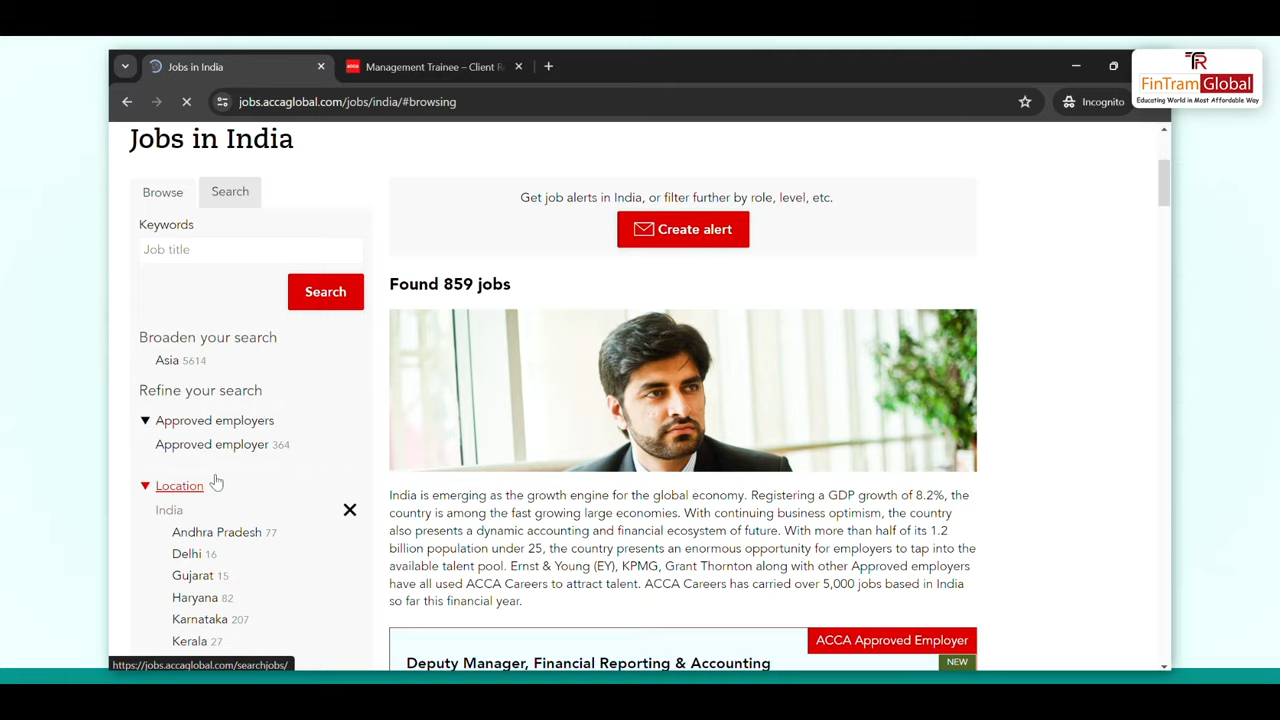 Jobs in India
Management Trainee – Client R
FinTram Global
Educating World in Most Affordable Way
jobs.accaglobal.com/jobs/india/#browsing
Incognito
Jobs in India
Browse
Search
Keywords
Job title
Search
Broaden your search
Asia 5614
Refine your search
Approved employers
Approved employer 364
Location
India
Andhra Pradesh 77
Delhi 16
Gujarat 15
Haryana 82
Karnataka 207
Kerala 27
https://jobs.accaglobal.com/searchjobs/
Get job alerts in India, or filter further by role, level, etc.
Create alert
Found 859 jobs
India is emerging as the growth engine for the global economy. Registering a GDP growth of 8.2%, the
country is among the fast growing large economies. With continuing business optimism, the country
also presents a dynamic accounting and financial ecosystem of future. With more than half of its 1.2
billion population under 25, the country presents an enormous opportunity for employers to tap into the
available talent pool. Ernst & Young (EY), KPMG, Grant Thornton along with other Approved employers
have all used ACCA Careers to attract talent. ACCA Careers has carried over 5,000 jobs based in India
so far this financial year.
ACCA Approved Employer
Deputy Manager, Financial Reporting & Accounting
NEW